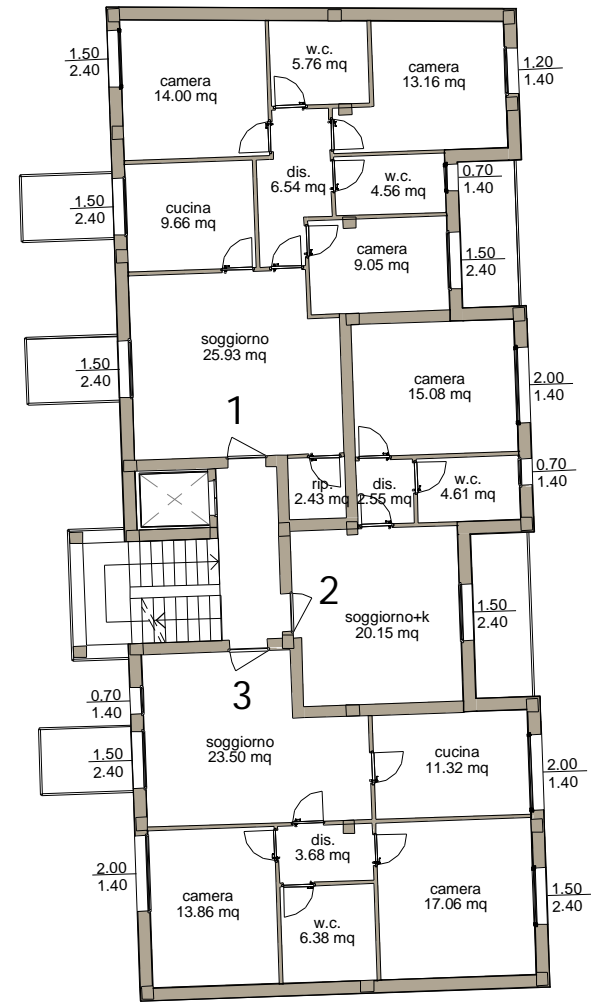 w.c.
5.76 mq
1.50
2.40
camera
14.00 mq
camera
13.16 mq
1.20
1.40
dis.
6.54 mq
w.c.
4.56 mq
0.70
1.40
1.50
2.40
cucina
9.66 mq
camera
9.05 mq
1.50
2.40
soggiorno
25.93 mq
1.50
2.40
camera
15.08 mq
2.00
1.40
1
rip.
2.43 mq
dis.
2.55 mq
w.c.
4.61 mq
0.70
1.40
2
soggiorno+k
20.15 mq
1.50
2.40
3
0.70
1.40
soggiorno
23.50 mq
1.50
2.40
cucina
11.32 mq
2.00
1.40
dis.
3.68 mq
2.00
1.40
camera
13.86 mq
camera
17.06 mq
1.50
2.40
w.c.
6.38 mq